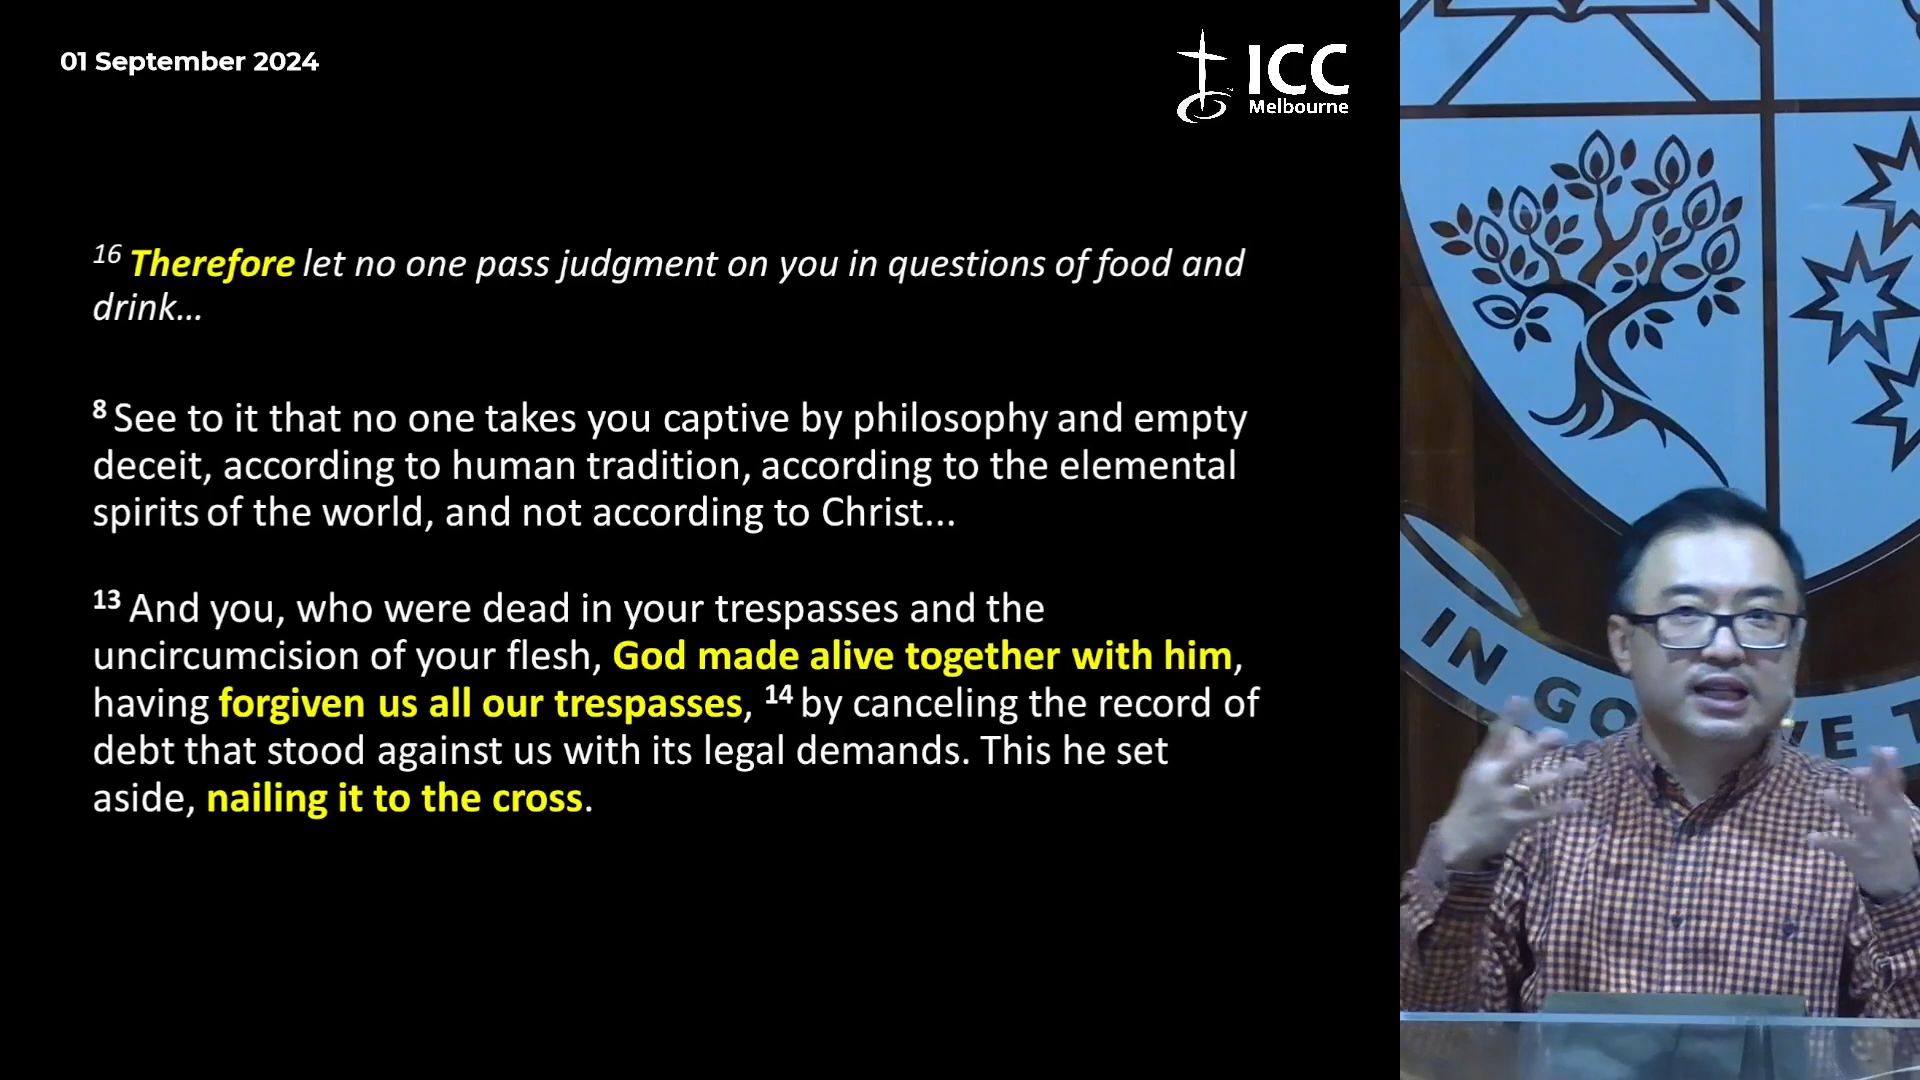 01 September 2024
ICC
Melbourne
16 Therefore let no one pass judgment on you in questions of food and
drink...
8 See to it that no one takes you captive by philosophy and empty
deceit, according to human tradition, according to the elemental
spirits of the world, and not according to Christ...
13 And you, who were dead in your trespasses and the
uncircumcision of your flesh, God made alive together with him,
having forgiven us all our trespasses, 14 by canceling the record of
debt that stood against us with its legal demands. This he set
aside, nailing it to the cross.
IN GO VE T